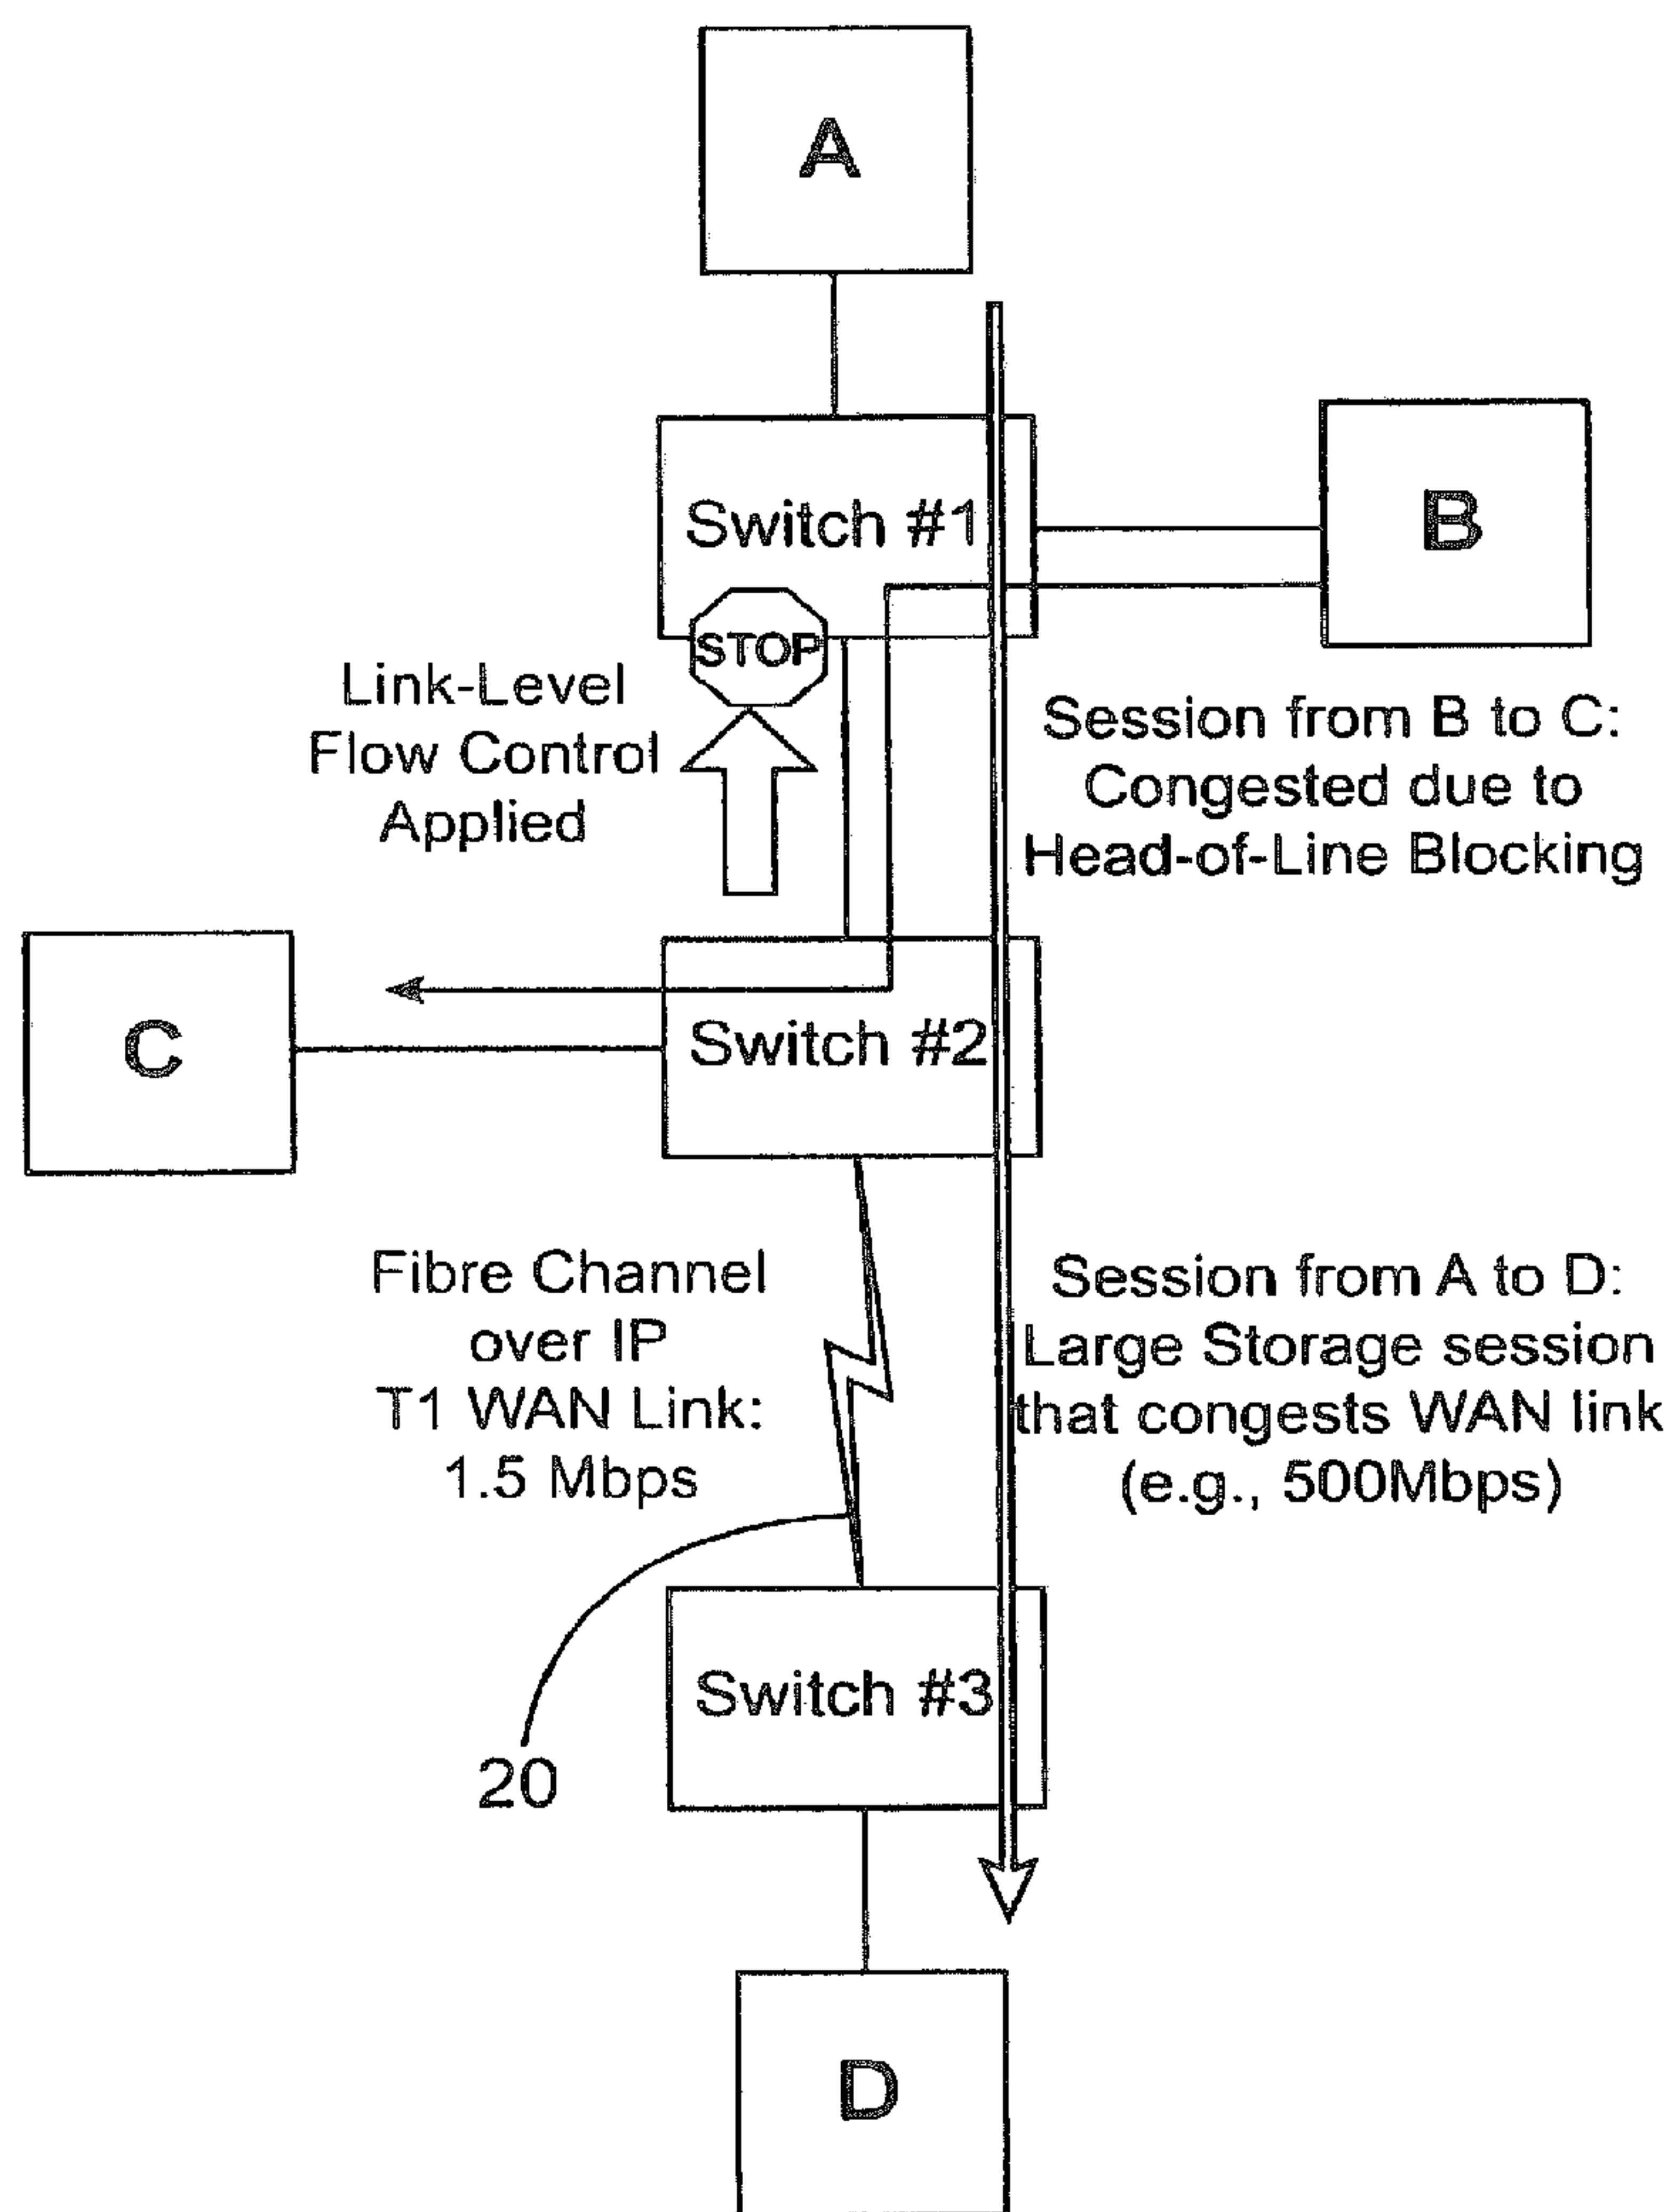 A
Switch #1
B
STOP
Link-Level
Flow Control
Applied
Session from B to C:
Congested due to
Head-of-Line Blocking
C
Switch #2
Fibre Channel
over IP
T1 WAN Link:
1.5 Mbps
Session from A to D:
Large Storage session
that congests WAN link
(e.g., 500Mbps)
Switch #3
20
D